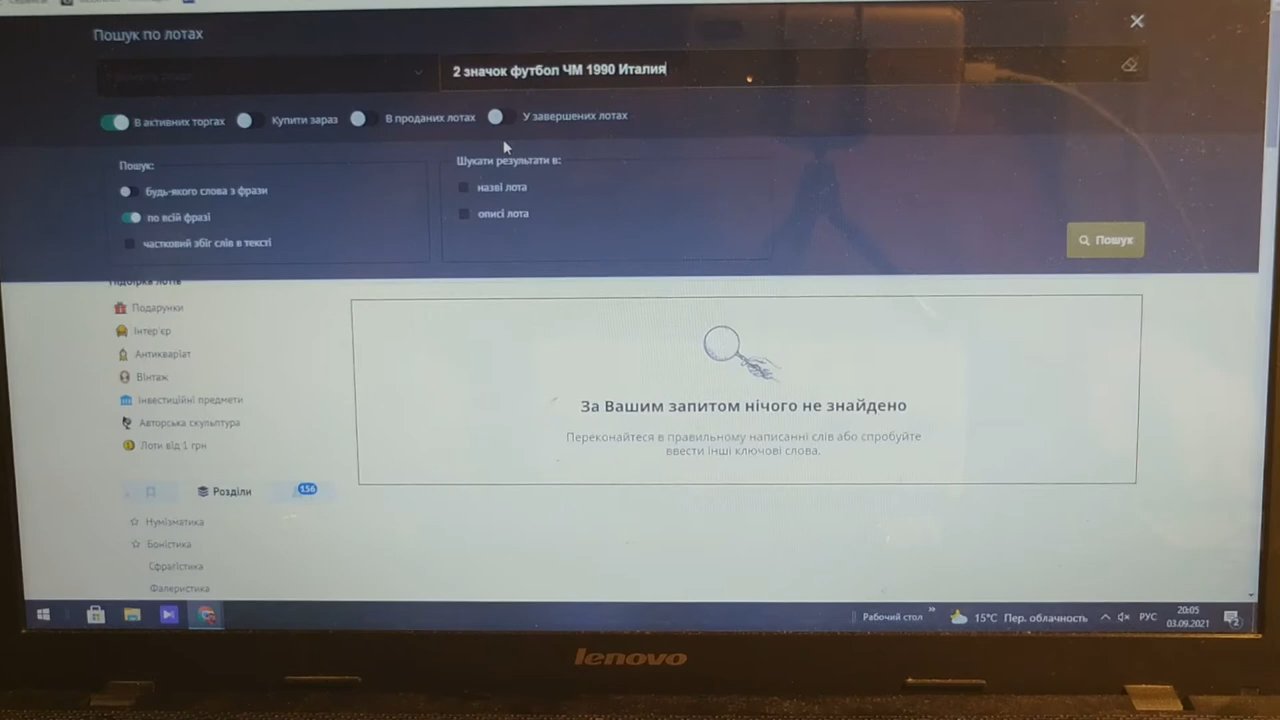 Пошук по лотах
2 значок футбол ЧМ 1990 Италия
В активних торгах
Купити зараз
В проданих лотах
У завершених лотах
Пошук:
будь-якого слова з фрази
по всій фразі
частковий збіг слів в тексті
Шукати результати в:
назві лота
описі лота
Пошук
Підбірка лотів
Подарунки
Інтер'єр
Антикваріат
Вінтаж
Інвестиційні предмети
Авторська скульптура
Лоти від 1 грн
За Вашим запитом нічого не знайдено
Переконайтеся в правильному написанні слів або спробуйте
ввести інші ключові слова.
Розділи
156
Нумізматика
Боністика
Сфрагістика
Фалеристика
Рабочий стол
15°C Пер. облачность
РУС
20:05
03.09.2021
2
lenovo